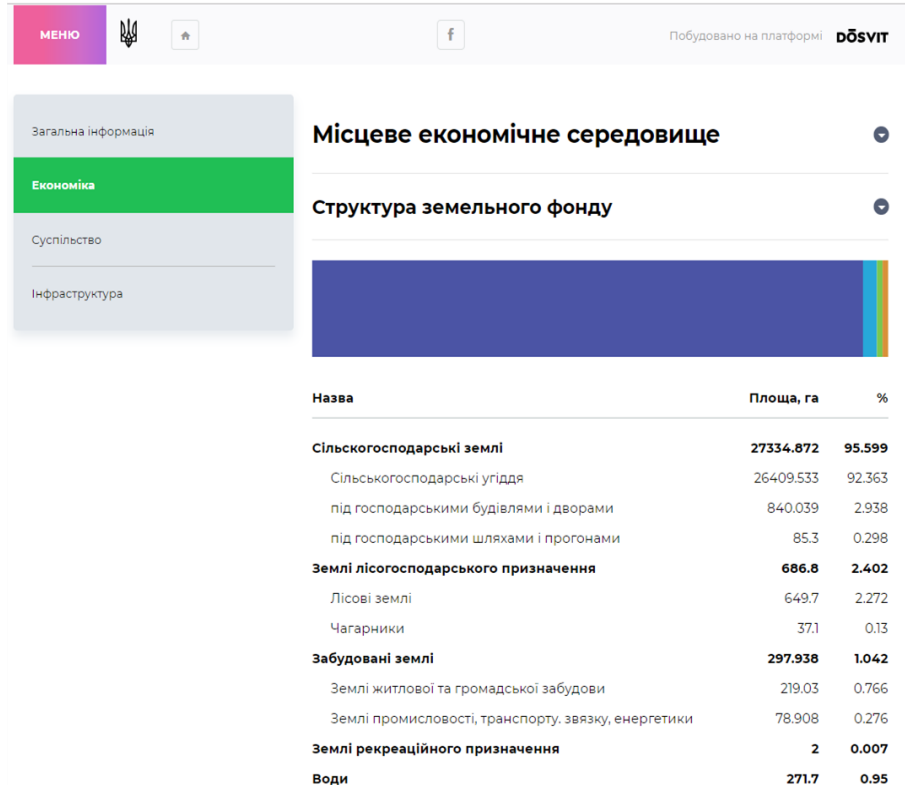 МЕНЮ
f
Побудовано на платформі DŌSVIT
Загальна інформація
Економіка
Суспільство
Інфраструктура
Місцеве економічне середовище
Структура земельного фонду
Назва Площа, га %
Сільскогосподарські землі 27334.872 95.599
Сільськогосподарські угіддя 26409.533 92.363
під господарськими будівлями і дворами 840.039 2.938
під господарськими шляхами і прогонами 85.3 0.298
Землі лісогосподарського призначення 686.8 2.402
Лісові землі 649.7 2.272
Чагарники 37.1 0.13
Забудовані землі 297.938 1.042
Землі житлової та громадської забудови 219.03 0.766
Землі промисловості, транспорту. звязку, енергетики 78.908 0.276
Землі рекреаційного призначення 2 0.007
Води 271.7 0.95